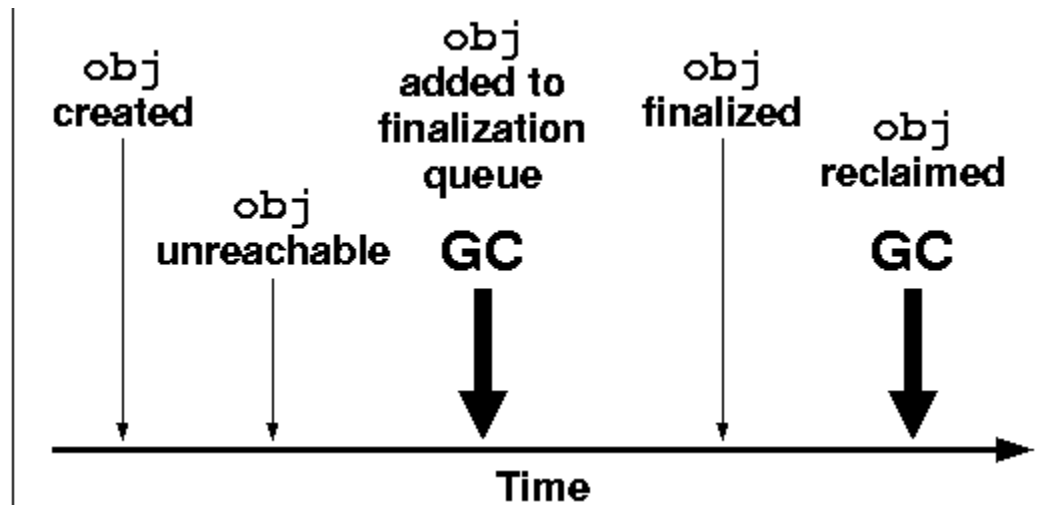 obj
created
obj
unreachable
obj
added to
finalization
queue
GC
obj
finalized
obj
reclaimed
GC
Time